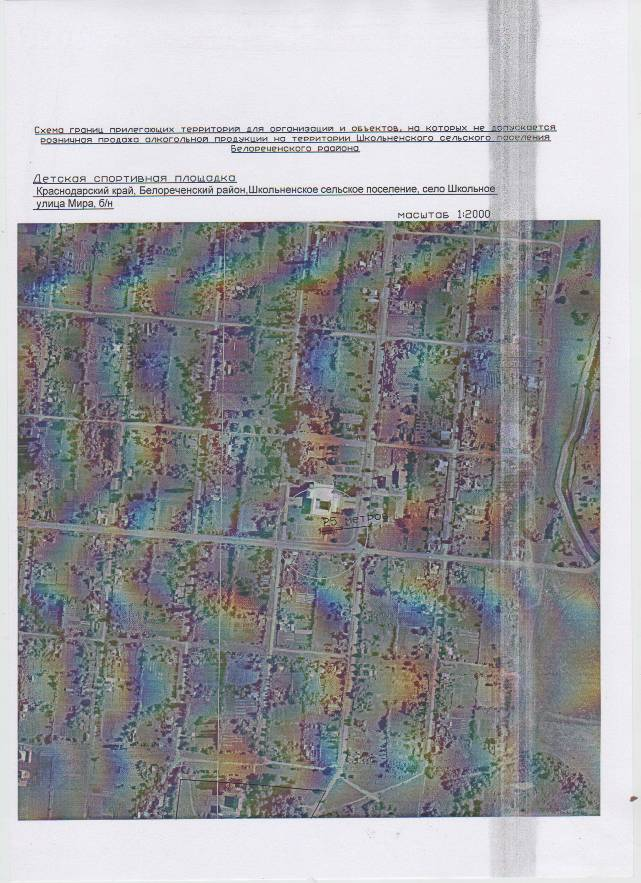 Схема границ прилегающих территорий для организаций и объектов, на которых не допускается
розничная продажа алкогольной продукции на территории Школьненского сельского поселения
Белореченского района
Детская спортивная площадка
Краснодарский край, Белореченский район,Школьненское сельское поселение, село Школьное
улица Мира, б/н
масштаб 1:2000
метров